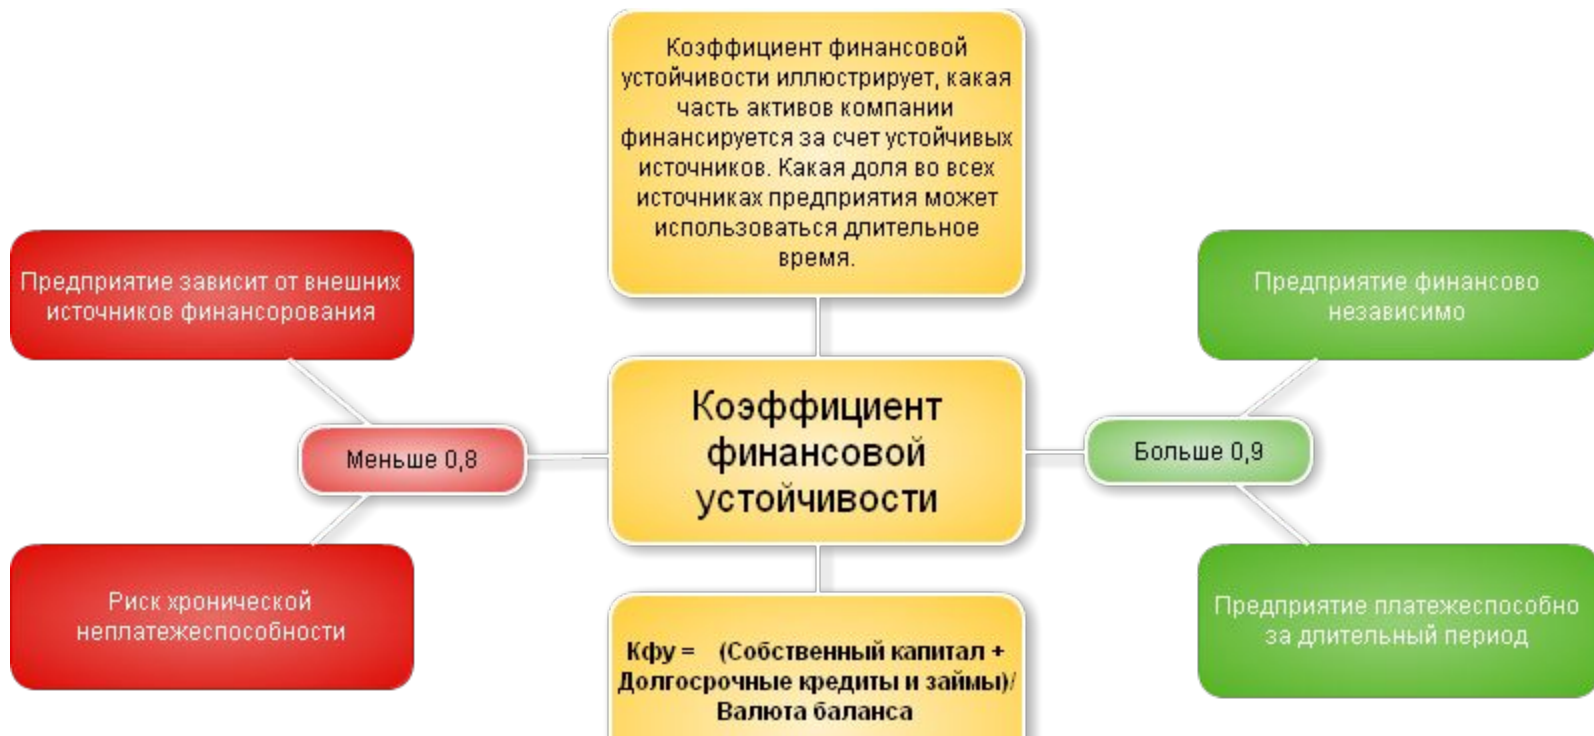 Коэффициент финансовой
устойчивости иллюстрирует, какая
часть активов компании
финансируется за счет устойчивых
источников. Какая доля во всех
источниках предприятия может
использоваться длительное
время.
Предприятие зависит от внешних
источников финансорования
Предприятие финансово
независимо
Коэффициент
финансовой
устойчивости
Меньше 0,8
Больше 0,9
Риск хронической
неплатежеспособности
Предприятие платежеспособно
за длительный период
Кфу = (Собственный капитал +
Долгосрочные кредиты и займы)/
Валюта баланса